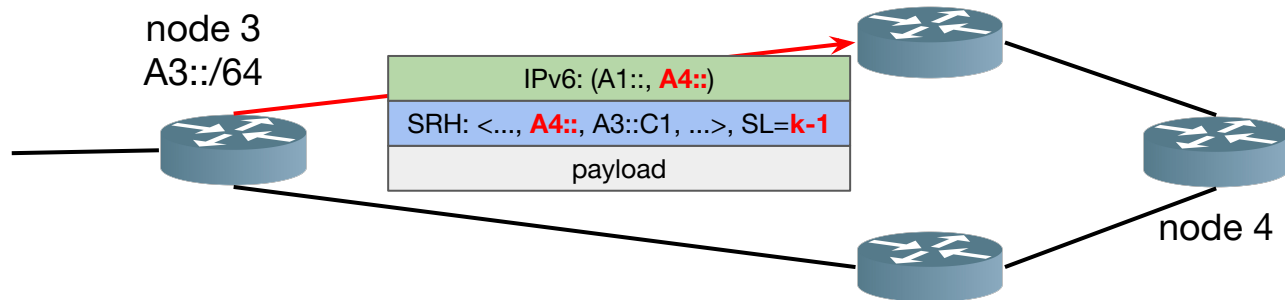 node 3
A3::/64
IPv6: (A1::, A4::)
SRH: <..., A4::, A3::C1, ...>, SL=k-1
payload
node 4